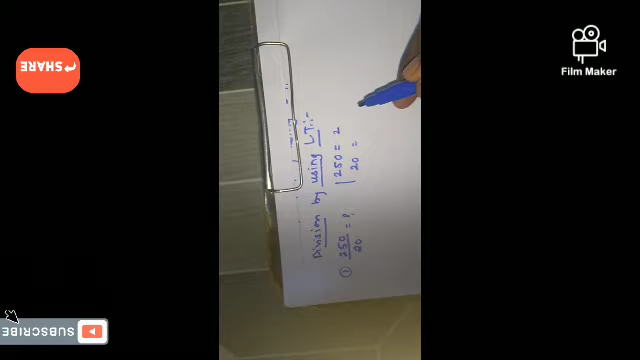 Division by using LT:-
① 250/20 = ?
250 = 2
20 =
SHARE
SUBSCRIBE
Film Maker